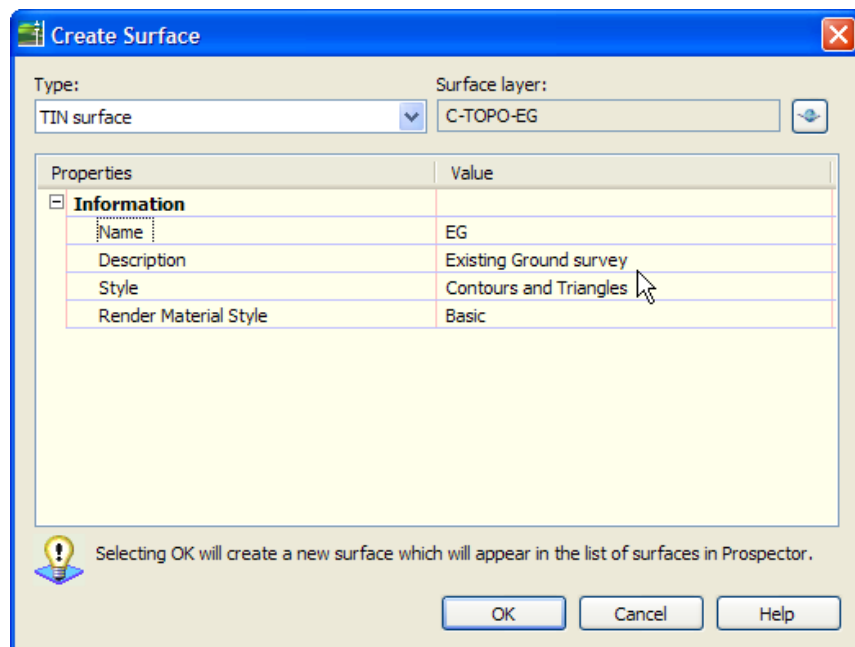 Create Surface
Type: Surface layer:
TIN surface C-TOPO-EG
Properties Value
Information
Name EG
Description Existing Ground survey
Style Contours and Triangles
Render Material Style Basic
Selecting OK will create a new surface which will appear in the list of surfaces in Prospector.
OK Cancel Help